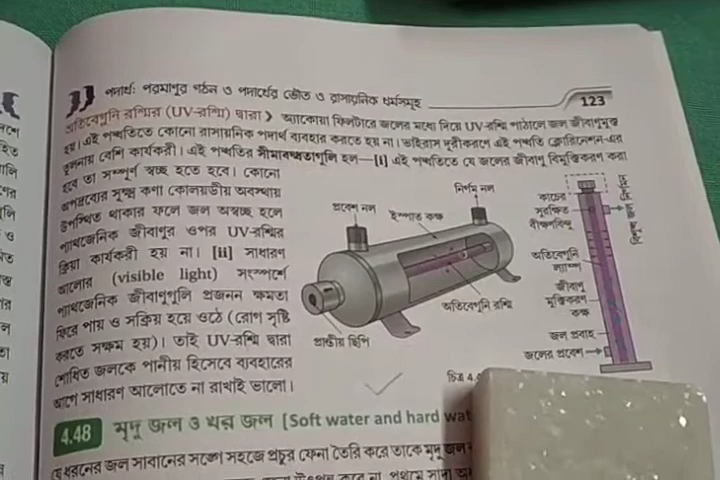 পদার্থ: পরমাণুর গঠন ও পদার্থের ভৌত ও রাসায়নিক ধর্মসমূহ
123
অতিবেগুনি রশ্মির (UV-রশ্মি) দ্বারা ❯ অ্যাকোয়া ফিলটারে জলের মধ্যে দিয়ে UV-রশ্মি পাঠালে জল জীবাণুমুক্ত
হয়। এই পদ্ধতিতে কোনো রাসায়নিক পদার্থ ব্যবহার করতে হয় না। ভাইরাস দূরীকরণে এই পদ্ধতি ক্লোরিনেশন-এর
তুলনায় বেশি কার্যকরী। এই পদ্ধতির সীমাবদ্ধতাগুলি হল—[i] এই পদ্ধতিতে যে জলের জীবাণু বিমুক্তিকরণ করা
হবে তা সম্পূর্ণ স্বচ্ছ হতে হবে। কোনো
অপদ্রব্যের সূক্ষ্ম কণা কোলয়ডীয় অবস্থায়
উপস্থিত থাকার ফলে জল অস্বচ্ছ হলে
প্যাথজেনিক জীবাণুর ওপর UV-রশ্মির
ক্রিয়া কার্যকরী হয় না। [ii] সাধারণ
আলোর (visible light) সংস্পর্শে
প্যাথজেনিক জীবাণুগুলি প্রজনন ক্ষমতা
ফিরে পায় ও সক্রিয় হয়ে ওঠে (রোগ সৃষ্টি
করতে সক্ষম হয়)। তাই UV-রশ্মি দ্বারা
শোধিত জলকে পানীয় হিসেবে ব্যবহারের
আগে সাধারণ আলোতে না রাখাই ভালো।
প্রবেশ নল
ইস্পাত কক্ষ
নির্গম নল
অতিবেগুনি রশ্মি
প্রান্তীয় ছিপি
কাচের
সুরক্ষিত
বীক্ষণবিন্দু
অতিবেগুনি
ল্যাম্প
জীবাণু
মুক্তিকরণ
কক্ষ
জল প্রবাহ
জলের প্রবেশ
বিশুদ্ধ জল
চিত্র 4.
4.48 মৃদু জল ও খর জল [Soft water and hard wat
যে ধরনের জল সাবানের সঙ্গে সহজে প্রচুর ফেনা তৈরি করে তাকে মৃদু জল